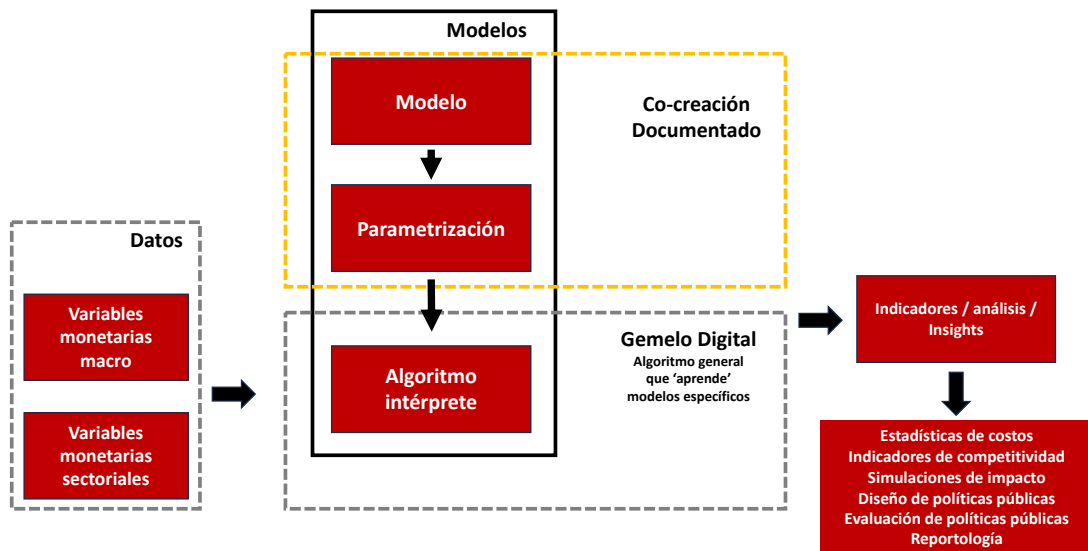 Modelos
Modelo
Co-creación
Documentado
Parametrización
Datos
Variables
monetarias
macro
Variables
monetarias
sectoriales
Gemelo Digital
Algoritmo general
que ‘aprende’
modelos específicos
Algoritmo
intérprete
Indicadores / análisis /
Insights
Estadísticas de costos
Indicadores de competitividad
Simulaciones de impacto
Diseño de políticas públicas
Evaluación de políticas públicas
Reportología